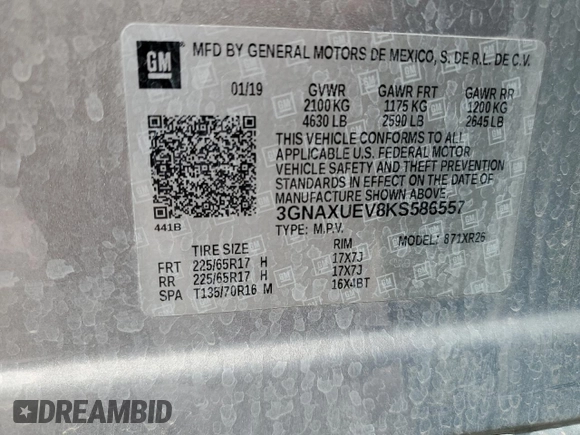 GM
MFD BY GENERAL MOTORS DE MEXICO, S. DE R.L. DE C.V.
01/19 GVWR GAWR FRT GAWR RR
2100 KG 1175 KG 1200 KG
4630 LB 2590 LB 2645 LB
THIS VEHICLE CONFORMS TO ALL
APPLICABLE U.S. FEDERAL MOTOR
VEHICLE SAFETY AND THEFT PREVENTION
STANDARDS IN EFFECT ON THE DATE OF
MANUFACTURE SHOWN ABOVE.
3GNAXUEV8KS586557
441B
TYPE: M.P.V. MODEL: 871XR26
TIRE SIZE RIM
FRT 225/65R17 H 17X7J
RR 225/65R17 H 17X7J
SPA T135/70R16 M 16X4BT
DREAMBID